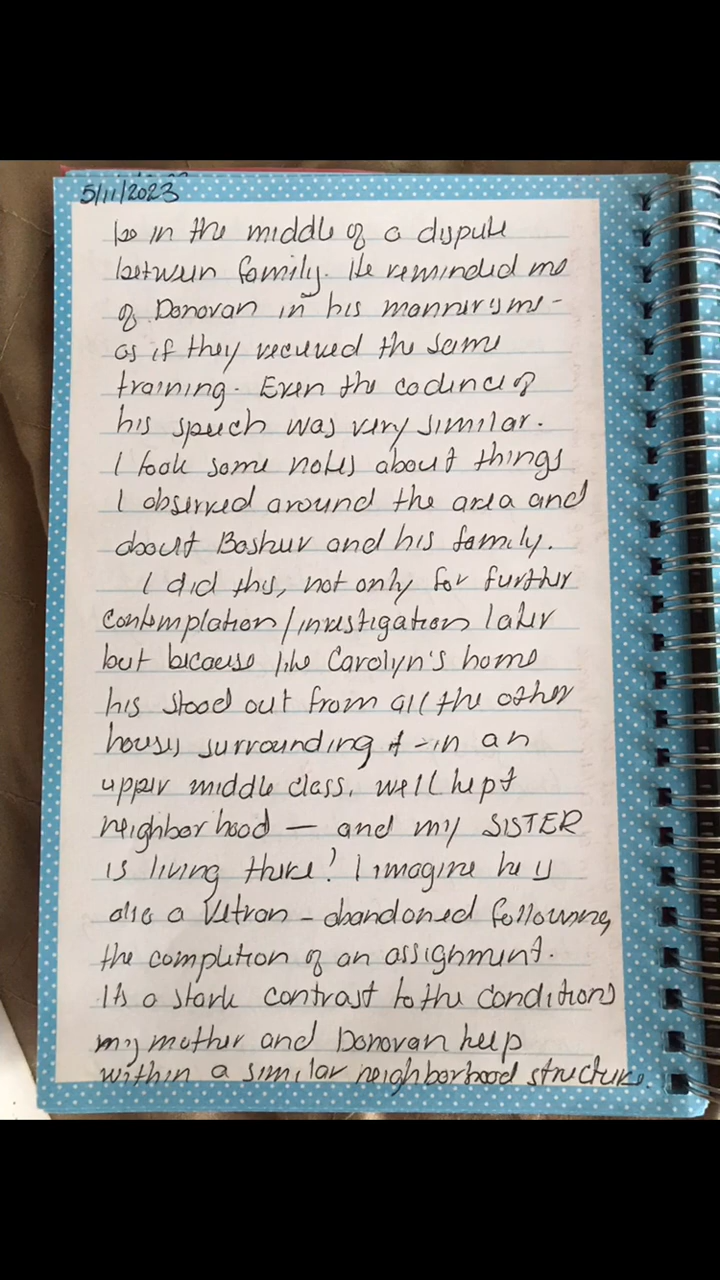 5/11/2023
be in the middle of a dispute
between family. He reminded me
of Donovan in his mannerisms -
as if they received the same
training. Even the cadence of
his speech was very similar.
I took some notes about things
I observed around the area and
about Bashur and his family.
I did this, not only for further
contemplation/investigation later
but because like Carolyn's home
his stood out from all the other
houses surrounding it - in an
upper middle class, well kept
neighborhood — and my SISTER
is living there! I imagine he is
also a Vetran - abandoned following
the completion of an assignment.
Its a stark contrast to the conditions
my mother and Donovan keep
within a similar neighborhood structure.